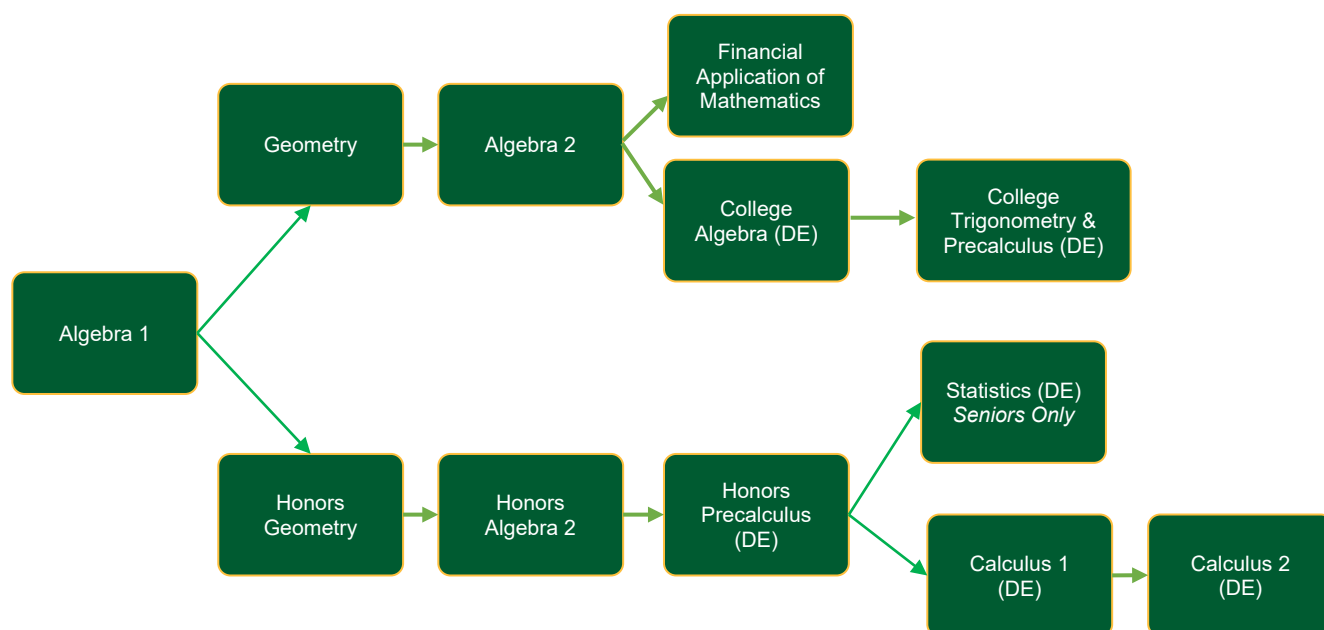 Financial
Application of
Mathematics
Geometry
Algebra 2
College
Algebra (DE)
College
Trigonometry &
Precalculus (DE)
Algebra 1
Statistics (DE)
Seniors Only
Honors
Geometry
Honors
Algebra 2
Honors
Precalculus
(DE)
Calculus 1
(DE)
Calculus 2
(DE)